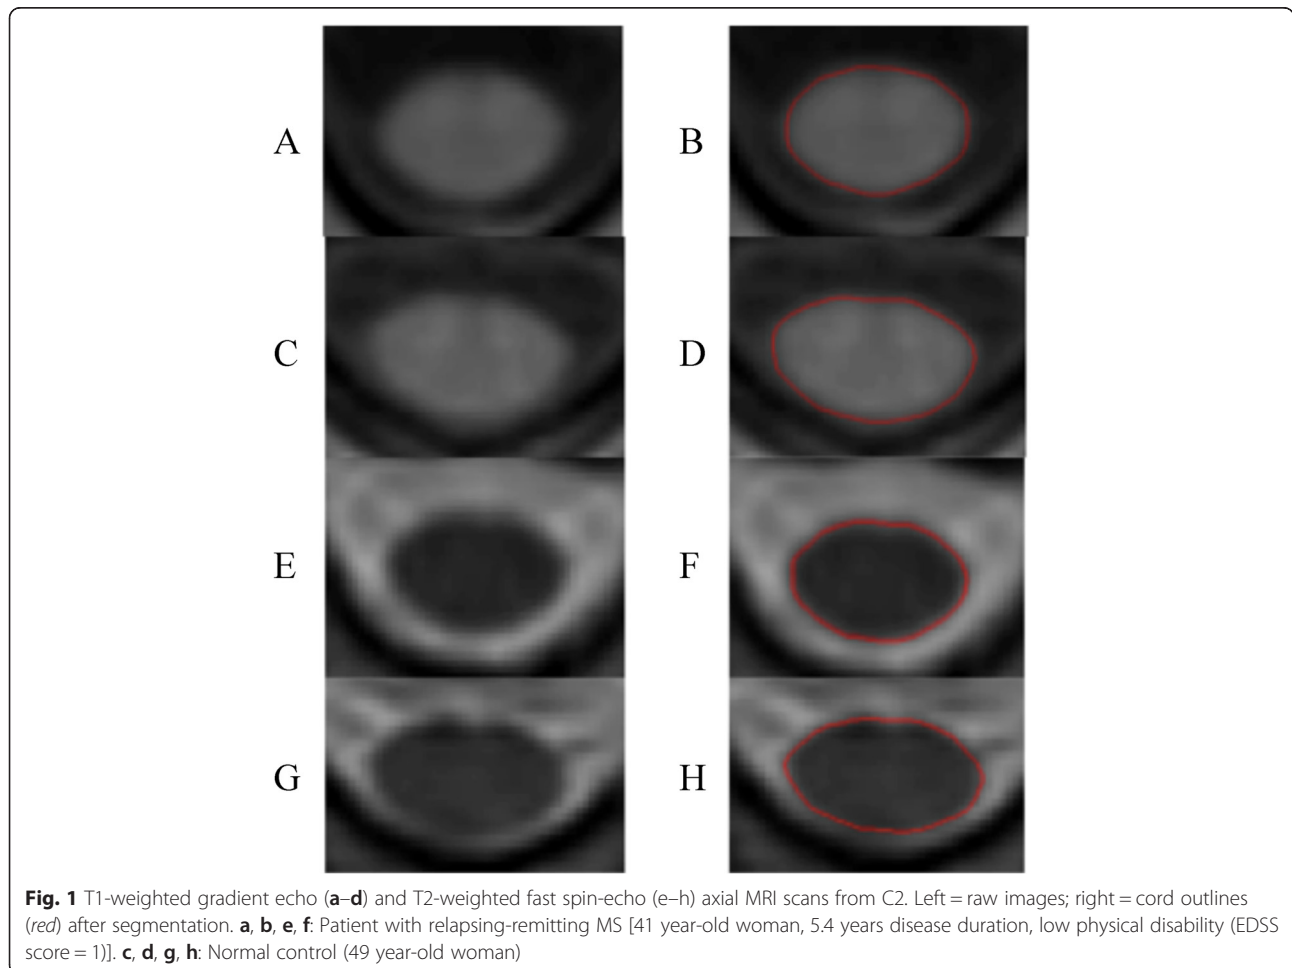 A
B
C
D
E
F
G
H
Fig. 1 T1-weighted gradient echo (a–d) and T2-weighted fast spin-echo (e–h) axial MRI scans from C2. Left = raw images; right = cord outlines
(red) after segmentation. a, b, e, f: Patient with relapsing-remitting MS [41 year-old woman, 5.4 years disease duration, low physical disability (EDSS
score = 1)]. c, d, g, h: Normal control (49 year-old woman)